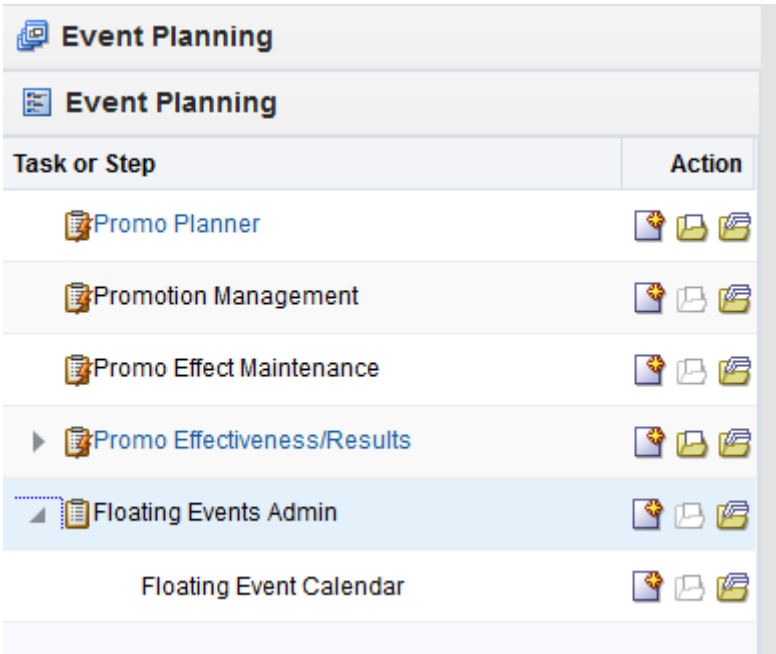 Event Planning
Event Planning
Task or Step Action
Promo Planner
Promotion Management
Promo Effect Maintenance
Promo Effectiveness/Results
Floating Events Admin
Floating Event Calendar